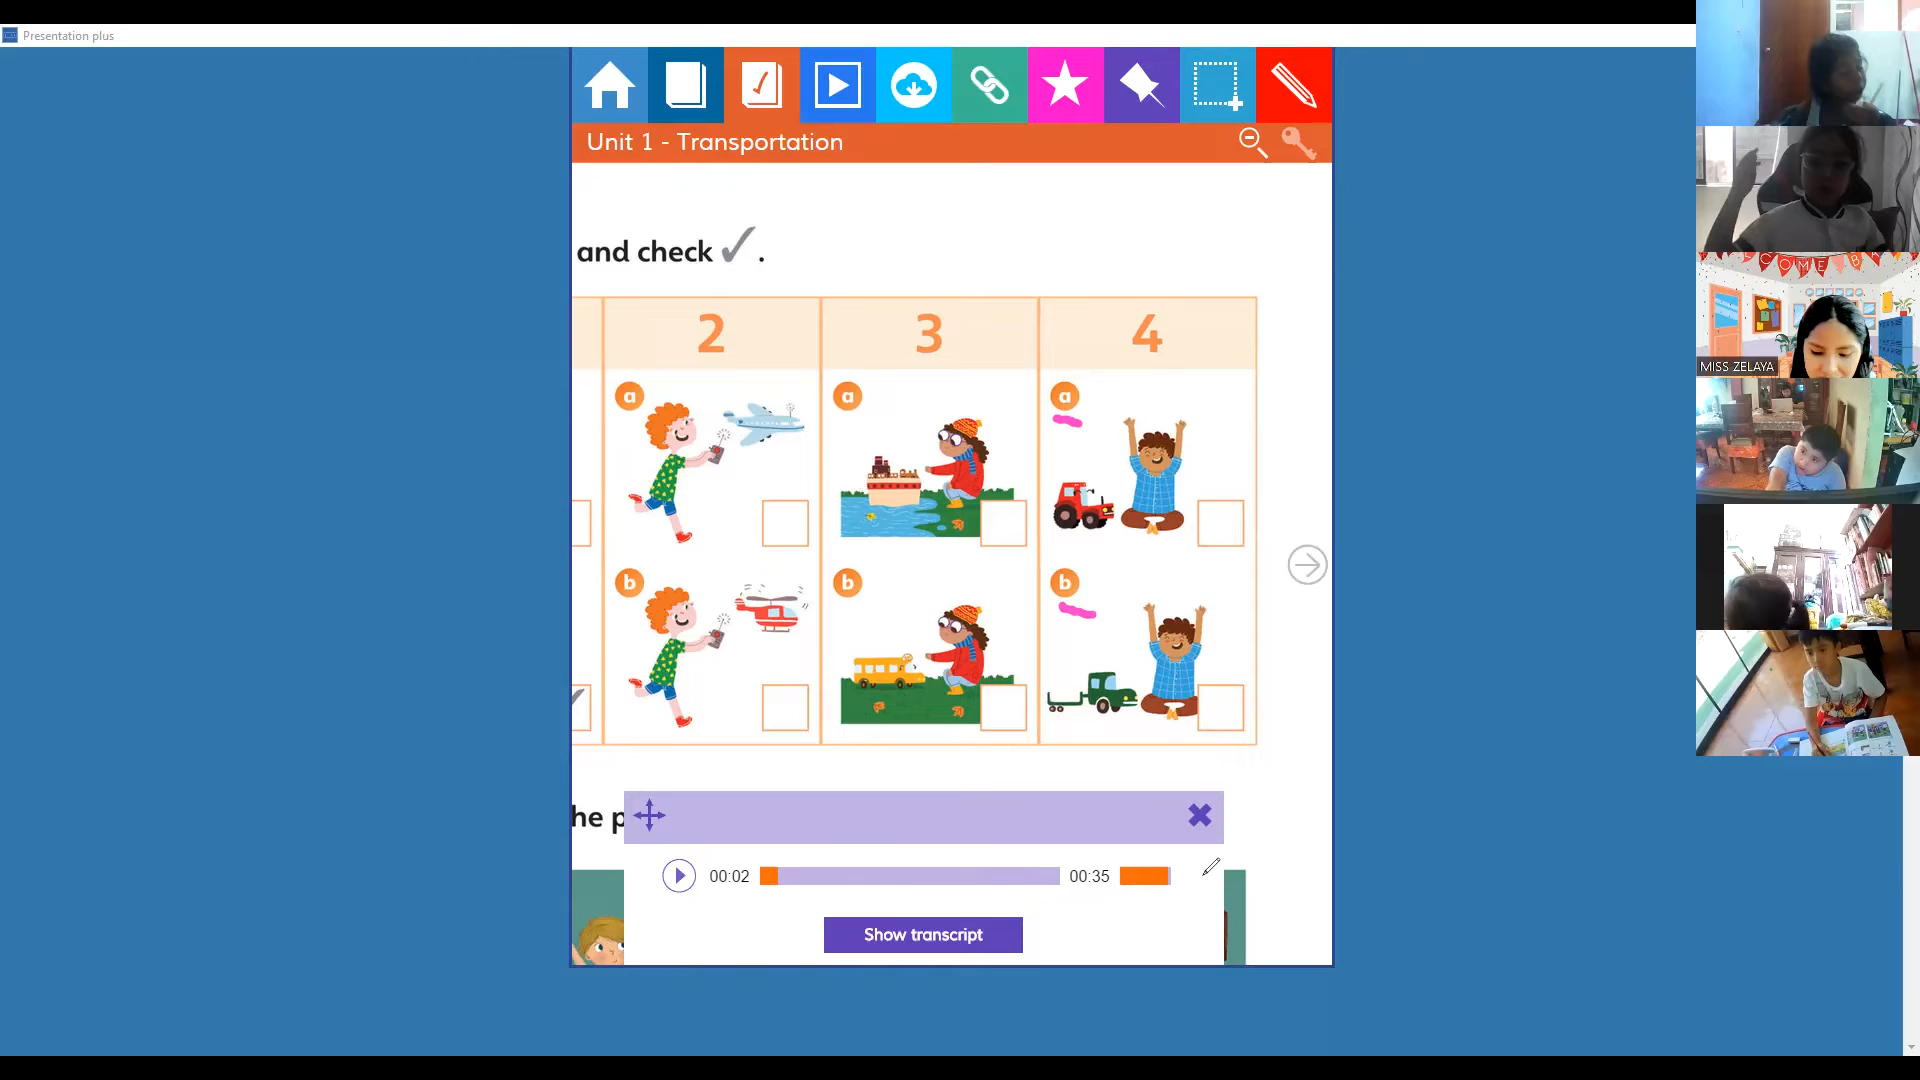 Presentation plus
Unit 1 - Transportation
and check ✓.
2
3
4
a
a
a
b
b
b
he p
00:02
00:35
Show transcript
COME B
MISS ZELAYA